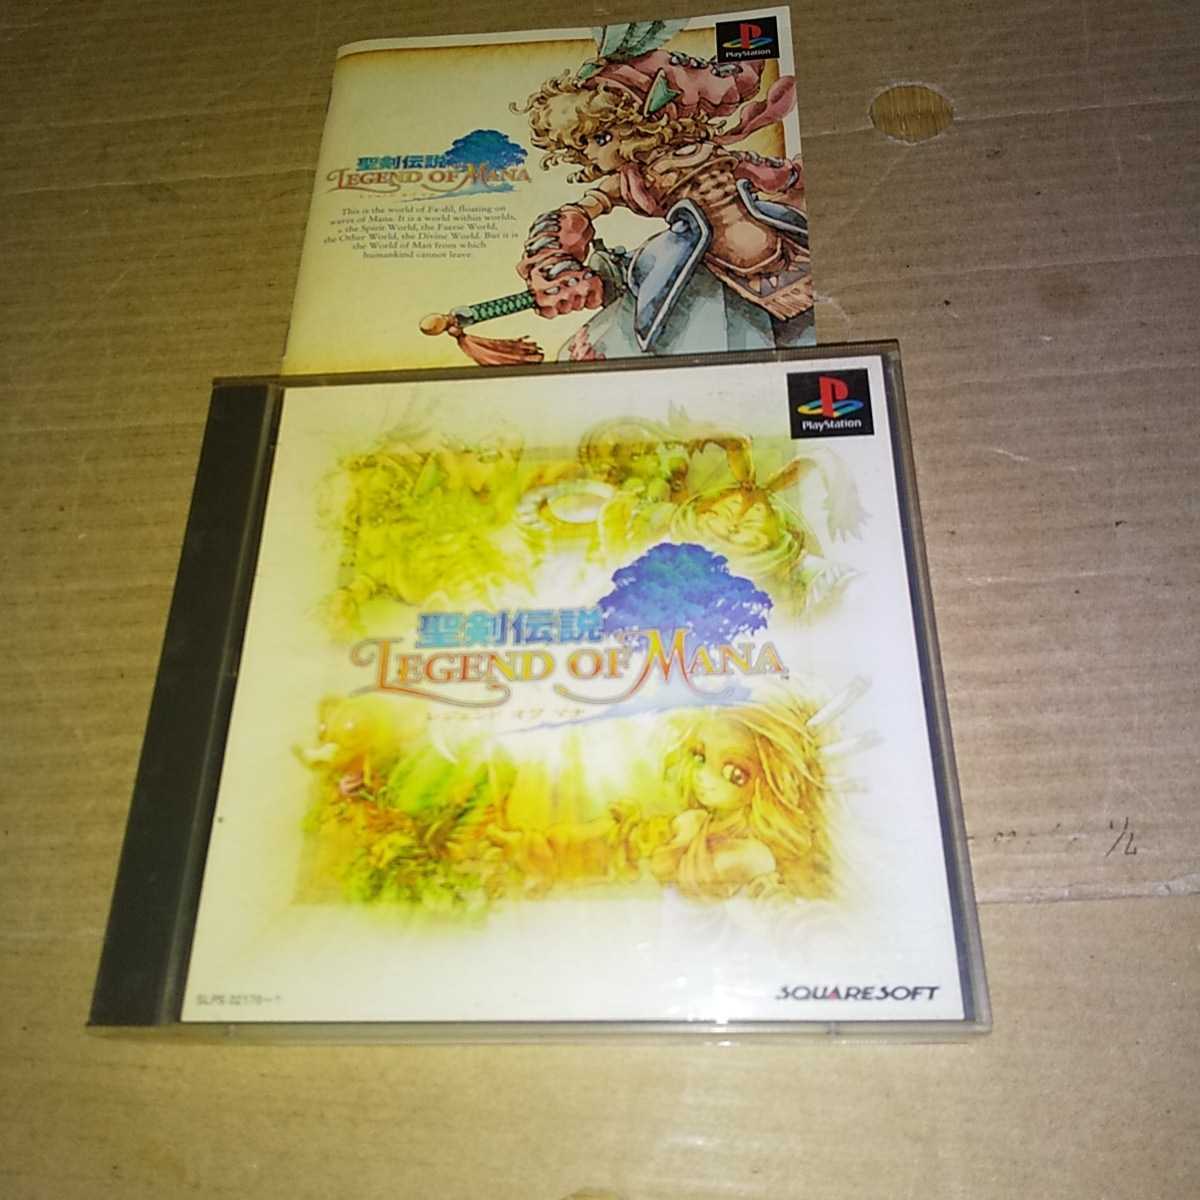 PlayStation
聖剣伝説
LEGEND OF MANA
This is the world of Fa'dil, floating on
waves of Mana. It is a world within worlds,
the Spirit World, the Faerie World,
the Other World, the Divine World. But it is
the World of Man from which
humankind cannot leave.
PlayStation
聖剣伝説
LEGEND OF MANA™
レジェンド オブ マナ
SQUARESOFT